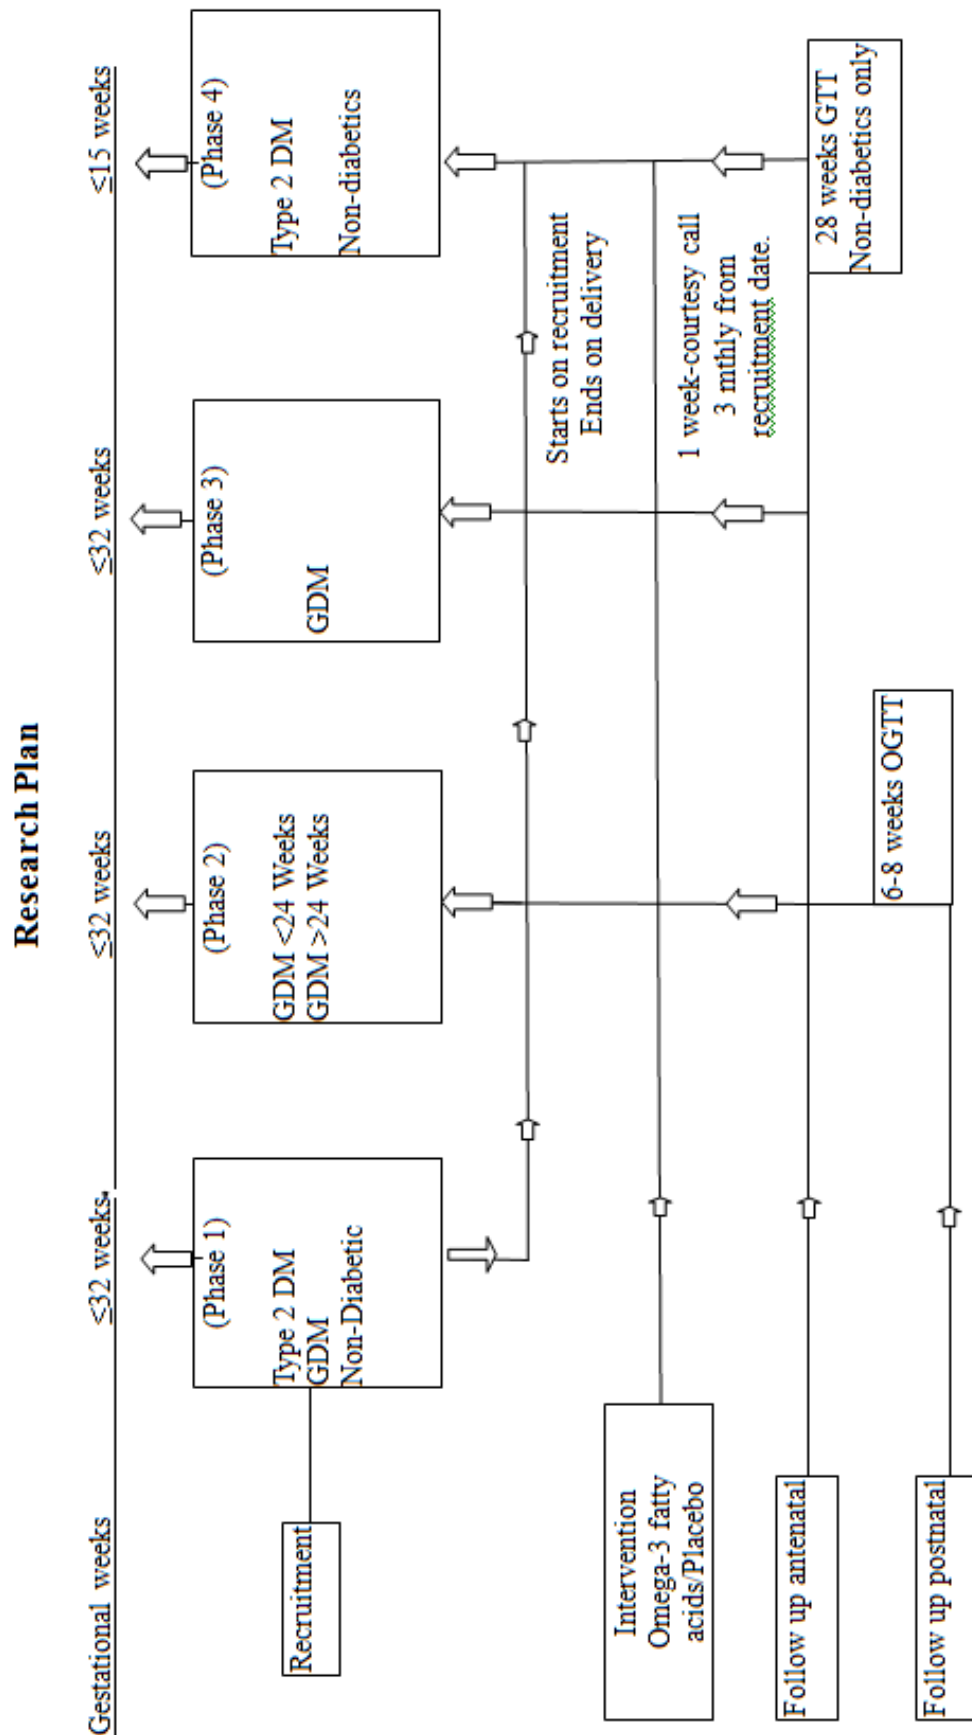 Research Plan
Gestational weeks
≤32 weeks.
≤32 weeks
≤32 weeks
≤15 weeks
Recruitment
(Phase 1)
Type 2 DM
GDM
Non-Diabetic
(Phase 2)
GDM <24 Weeks
GDM >24 Weeks
(Phase 3)
GDM
(Phase 4)
Type 2 DM
Non-diabetics
Intervention
Omega-3 fatty
acids/Placebo
Starts on recruitment
Ends on delivery
Follow up antenatal
1 week-courtesy call
3 mthly from
recruitment date.
28 weeks GTT
Non-diabetics only
Follow up postnatal
6-8 weeks OGTT